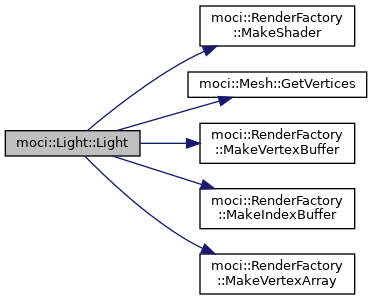 moci::Light::Light
moci::RenderFactory
::MakeShader
moci::Mesh::GetVertices
moci::RenderFactory
::MakeVertexBuffer
moci::RenderFactory
::MakeIndexBuffer
moci::RenderFactory
::MakeVertexArray